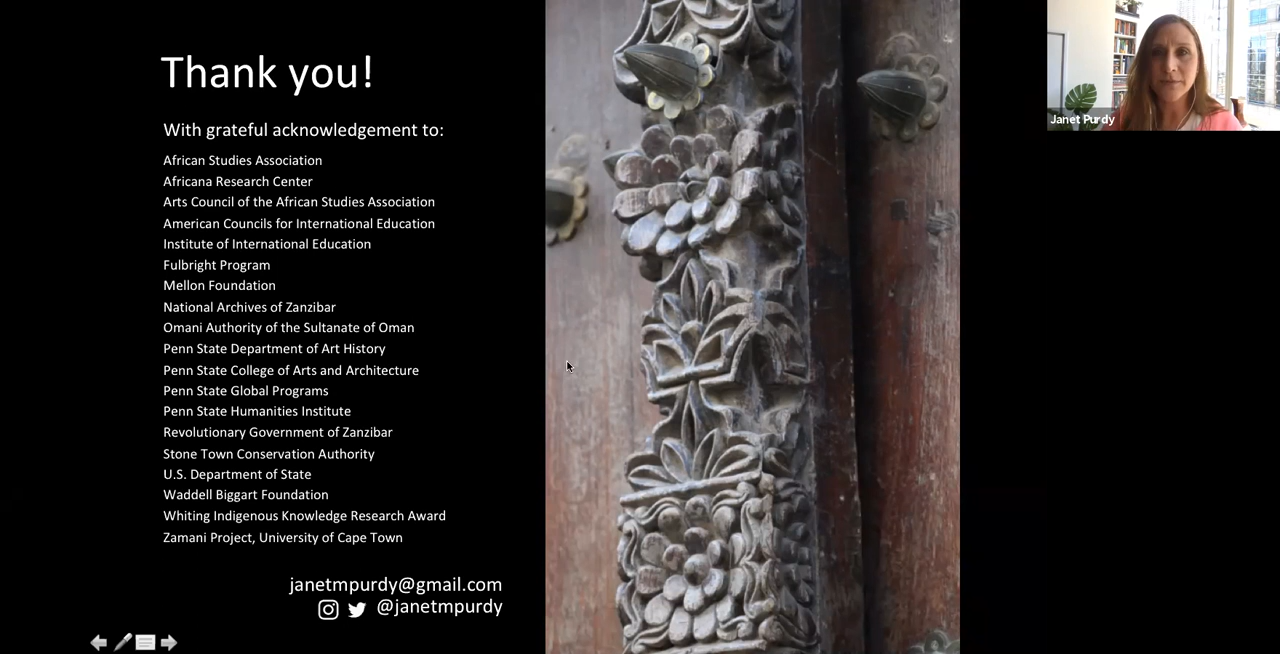 Thank you!
With grateful acknowledgement to:
African Studies Association
Africana Research Center
Arts Council of the African Studies Association
American Councils for International Education
Institute of International Education
Fulbright Program
Mellon Foundation
National Archives of Zanzibar
Omani Authority of the Sultanate of Oman
Penn State Department of Art History
Penn State College of Arts and Architecture
Penn State Global Programs
Penn State Humanities Institute
Revolutionary Government of Zanzibar
Stone Town Conservation Authority
U.S. Department of State
Waddell Biggart Foundation
Whiting Indigenous Knowledge Research Award
Zamani Project, University of Cape Town
janetmpurdy@gmail.com
@janetmpurdy
Janet Purdy